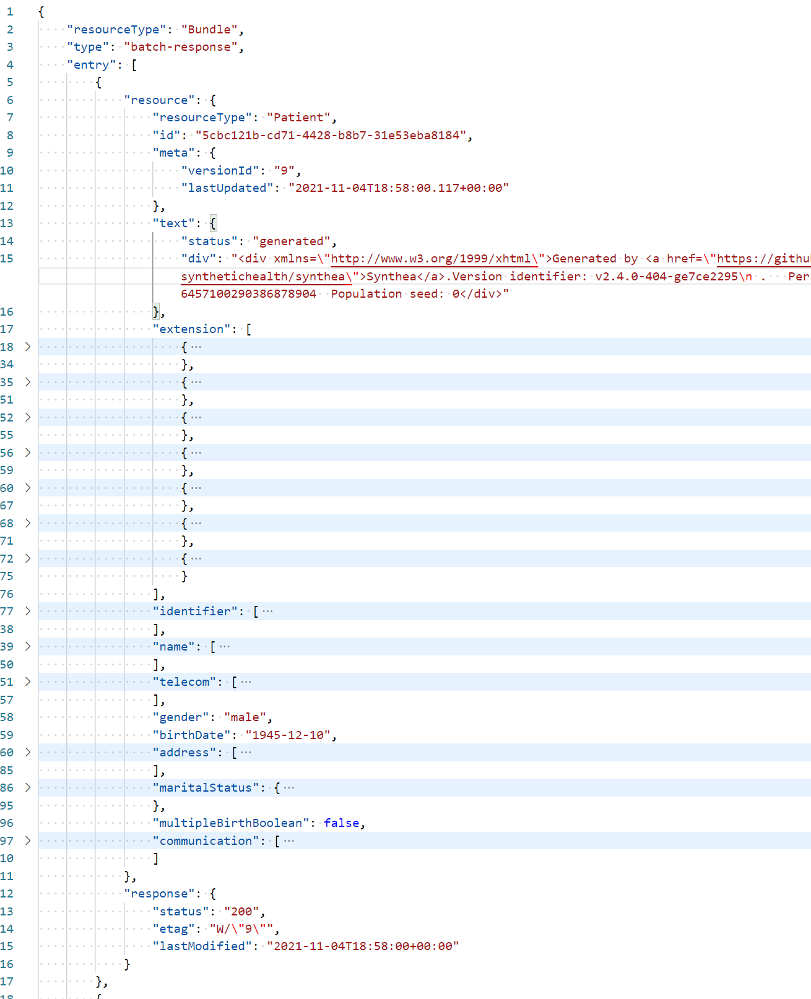 1 {
2 "resourceType": "Bundle",
3 "type": "batch-response",
4 "entry": [
5 {
6 "resource": {
7 "resourceType": "Patient",
8 "id": "5cbc121b-cd71-4428-b8b7-31e53eba8184",
9 "meta": {
10 "versionId": "9",
11 "lastUpdated": "2021-11-04T18:58:00.117+00:00"
12 },
13 "text": {
14 "status": "generated",
15 "div": "<div xmlns=\"http://www.w3.org/1999/xhtml\">Generated by <a href=\"https://githu
synthetichealth/synthea\">Synthea</a>.Version identifier: v2.4.0-404-ge7ce2295\n .   Per
6457100290386878904  Population seed: 0</div>"
16 },
17 "extension": [
18 > { ···
34 },
35 > { ···
51 },
52 > { ···
55 },
56 > { ···
59 },
60 > { ···
67 },
68 > { ···
71 },
72 > { ···
75 }
76 ],
77 > "identifier": [ ···
38 ],
39 > "name": [ ···
50 ],
51 > "telecom": [ ···
57 ],
58 "gender": "male",
59 "birthDate": "1945-12-10",
60 > "address": [ ···
85 ],
86 > "maritalStatus": { ···
95 },
96 "multipleBirthBoolean": false,
97 > "communication": [ ···
10 ]
11 },
12 "response": {
13 "status": "200",
14 "etag": "W/\"9\"",
15 "lastModified": "2021-11-04T18:58:00+00:00"
16 }
17 },
18 {